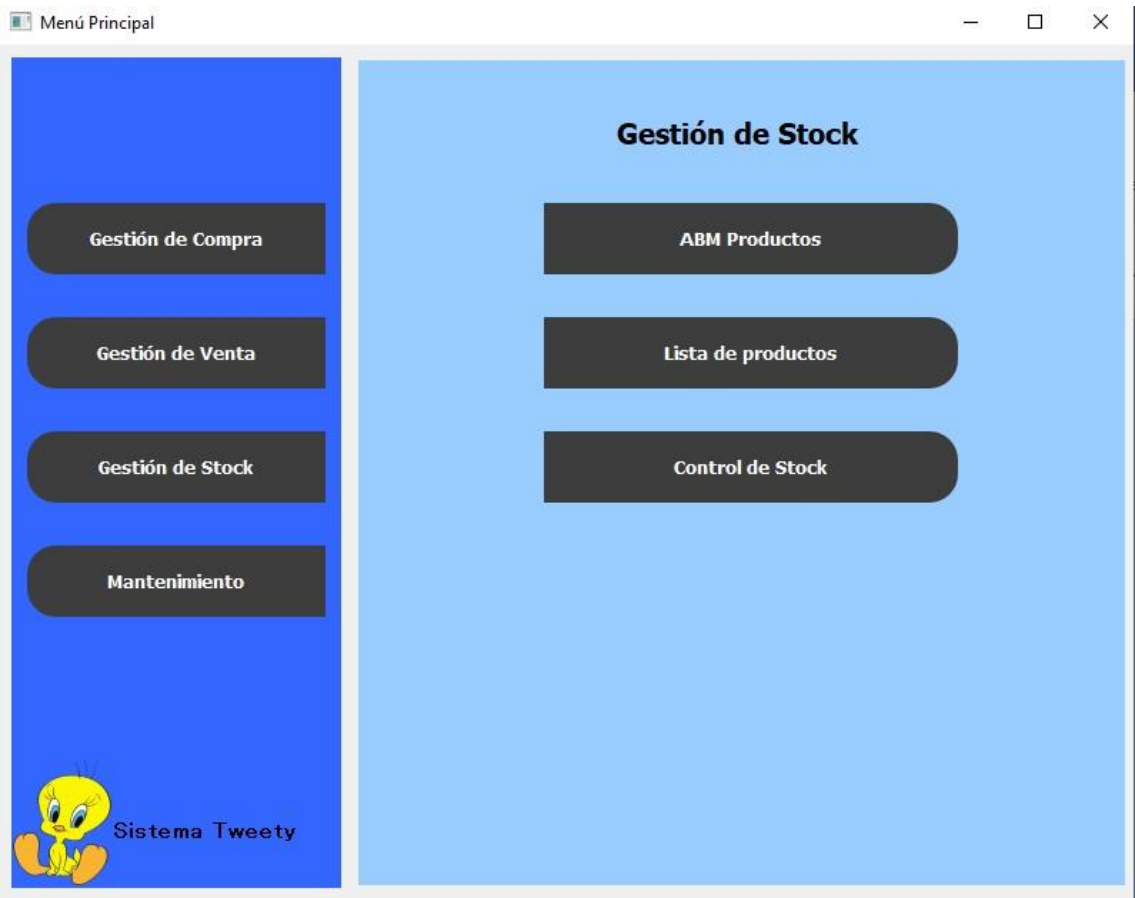 Menú Principal
Gestión de Compra
Gestión de Venta
Gestión de Stock
Mantenimiento
Sistema Tweety
Gestión de Stock
ABM Productos
Lista de productos
Control de Stock